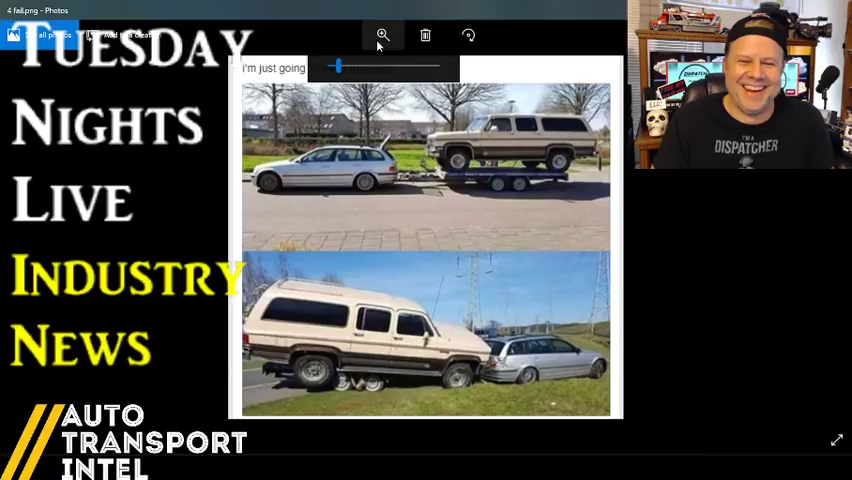 4 fail.png - Photos
TUESDAY
NIGHTS
LIVE
INDUSTRY
NEWS
AUTO
TRANSPORT
INTEL
i'm just going
I'M A
DISPATCHER